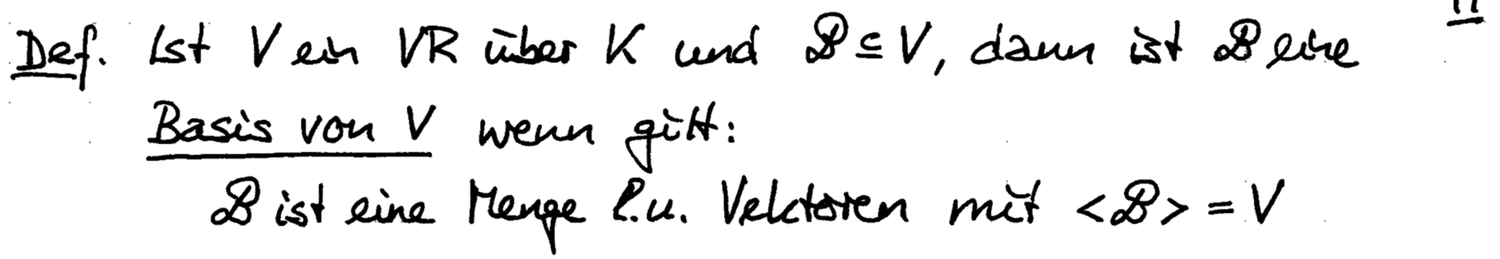 Def. Ist V ein VR über K und ℬ ⊆ V, dann ist ℬ eine
Basis von V wenn gilt:
ℬ ist eine Menge l.u. Vektoren mit <ℬ> = V